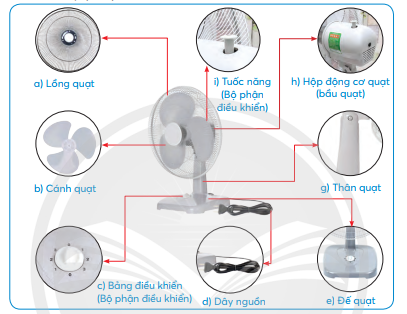 a) Lồng quạt
i) Tuốc năng
(Bộ phận
điều khiển)
h) Hộp động cơ quạt
(bầu quạt)
b) Cánh quạt
g) Thân quạt
c) Bảng điều khiển
(Bộ phận điều khiển)
d) Dây nguồn
e) Đế quạt